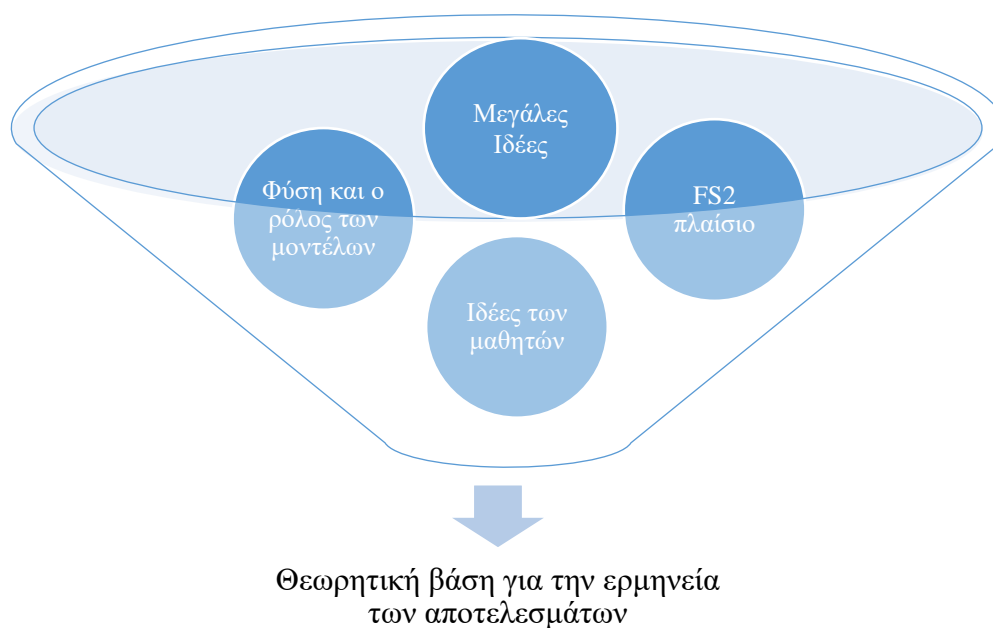 Μεγάλες
Ιδέες
Φύση και ο
ρόλος των
μοντέλων
FS2
πλαίσιο
Ιδέες των
μαθητών
Θεωρητική βάση για την ερμηνεία
των αποτελεσμάτων